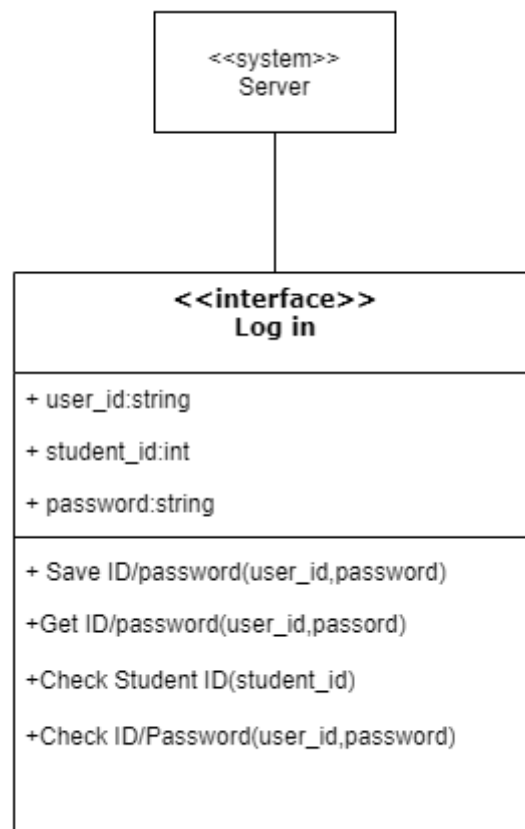 <<system>>
Server
<<interface>>
Log in
+ user_id:string
+ student_id:int
+ password:string
+ Save ID/password(user_id,password)
+Get ID/password(user_id,passord)
+Check Student ID(student_id)
+Check ID/Password(user_id,password)